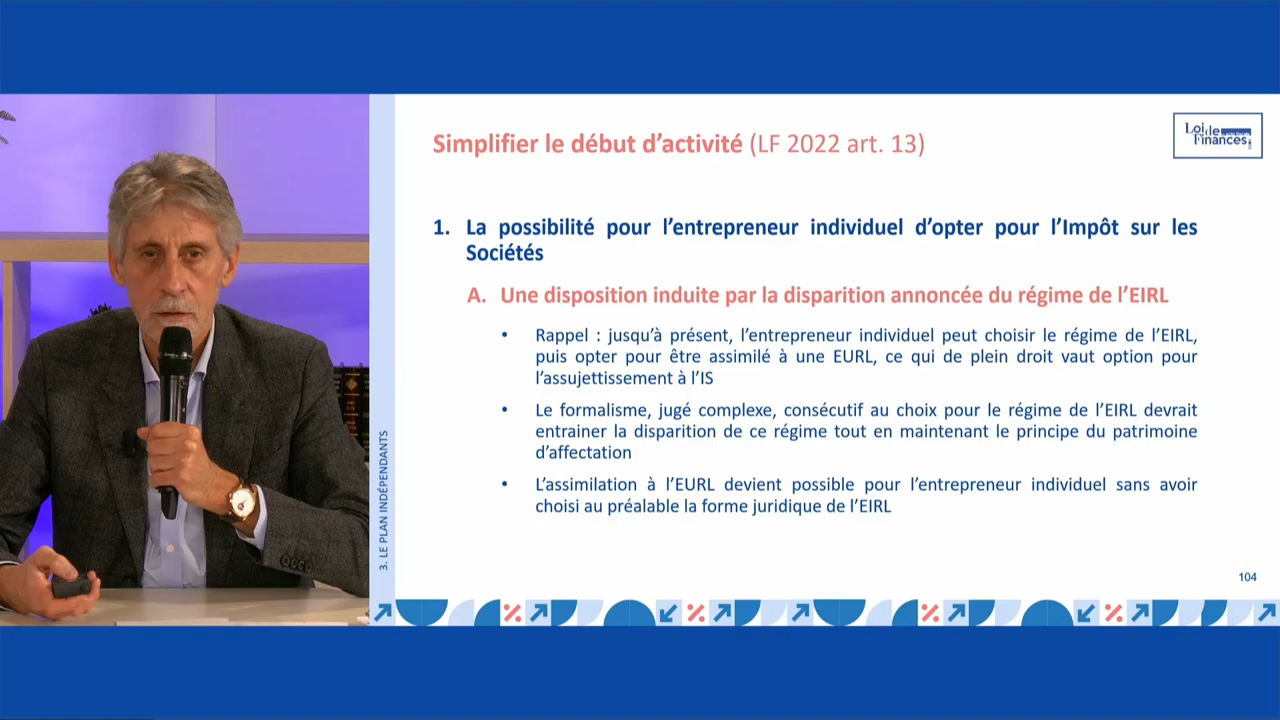 Simplifier le début d’activité (LF 2022 art. 13)
Loi de
Finances
1. La possibilité pour l’entrepreneur individuel d’opter pour l’Impôt sur les
Sociétés
A. Une disposition induite par la disparition annoncée du régime de l’EIRL
• Rappel : jusqu’à présent, l’entrepreneur individuel peut choisir le régime de l’EIRL,
puis opter pour être assimilé à une EURL, ce qui de plein droit vaut option pour
l’assujettissement à l’IS
• Le formalisme, jugé complexe, consécutif au choix pour le régime de l’EIRL devrait
entrainer la disparition de ce régime tout en maintenant le principe du patrimoine
d’affectation
• L’assimilation à l’EURL devient possible pour l’entrepreneur individuel sans avoir
choisi au préalable la forme juridique de l’EIRL
3. LE PLAN INDÉPENDANTS
104